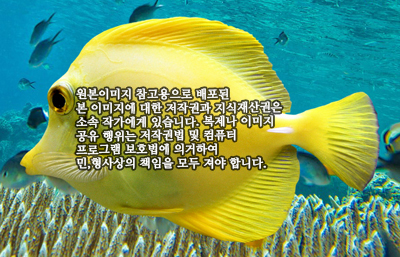 원본이미지 참고용으로 배포된
본 이미지에 대한 저작권과 지식재산권은
소속 작가에게 있습니다. 복제나 이미지
공유 행위는 저작권법 및 컴퓨터
프로그램 보호법에 의거하여
민,형사상의 책임을 모두 져야 합니다.